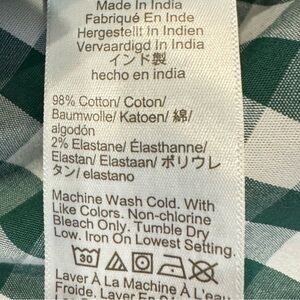 Made In India
Fabriqué En Inde
Hergestellt In Indien
Vervaardigd In India
インド製
hecho en india
98% Cotton/ Coton/
Baumwolle/ Katoen/ 綿/
algodón
2% Elastane/ Élasthanne/
Elastan/ Elastaan/ ポリウレ
タン/ elastano
Machine Wash Cold. With
Like Colors. Non-chlorine
Bleach Only. Tumble Dry
Low. Iron On Lowest Setting.
30
Laver À La Machine À L'eau
Froide. Laver En